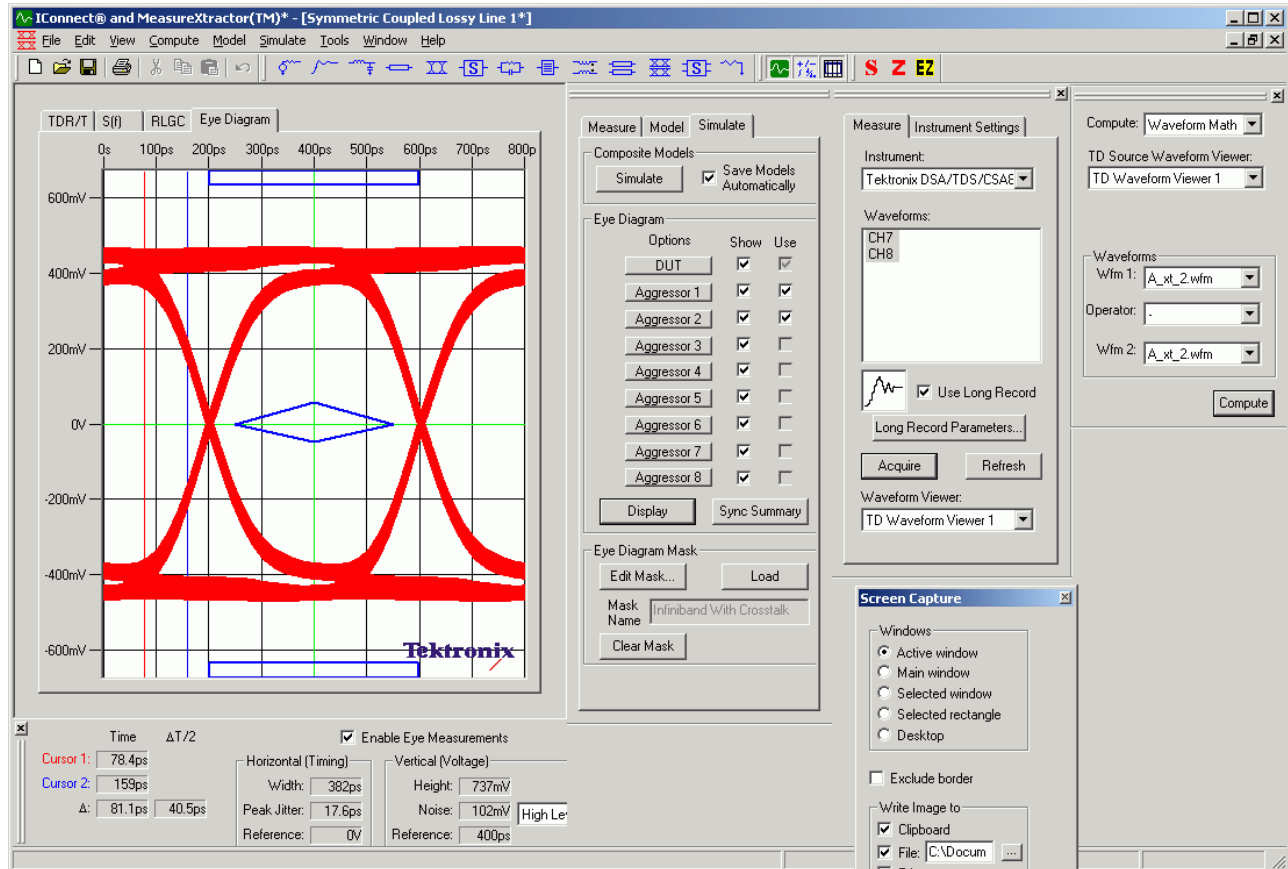 IConnect® and MeasureXtractor(TM)* - [Symmetric Coupled Lossy Line 1*]
File Edit View Compute Model Simulate Tools Window Help
S S S Z EZ
TDR/T S(f) RLGC Eye Diagram
0s 100ps 200ps 300ps 400ps 500ps 600ps 700ps 800p
600mV
400mV
200mV
0V
-200mV
-400mV
-600mV
Tektronix
Measure Model Simulate
Composite Models
Simulate
Save Models Automatically
Eye Diagram
Options Show Use
DUT
Aggressor 1
Aggressor 2
Aggressor 3
Aggressor 4
Aggressor 5
Aggressor 6
Aggressor 7
Aggressor 8
Display Sync Summary
Eye Diagram Mask
Edit Mask... Load
Mask Name Infiniband With Crosstalk
Clear Mask
Measure Instrument Settings
Instrument:
Tektronix DSA/TDS/CSA8
Waveforms:
CH7
CH8
Use Long Record
Long Record Parameters...
Acquire Refresh
Waveform Viewer:
TD Waveform Viewer 1
Compute: Waveform Math
TD Source Waveform Viewer:
TD Waveform Viewer 1
Waveforms
Wfm 1: A_xt_2.wfm
Operator: -
Wfm 2: A_xt_2.wfm
Compute
Screen Capture
Windows
Active window
Main window
Selected window
Selected rectangle
Desktop
Exclude border
Write Image to
Clipboard
File: C:\Docum ...
Time ΔT/2
Cursor 1: 78.4ps
Cursor 2: 159ps
Δ: 81.1ps 40.5ps
Enable Eye Measurements
Horizontal (Timing)
Width: 382ps
Peak Jitter: 17.6ps
Reference: 0V
Vertical (Voltage)
Height: 737mV
Noise: 102mV
Reference: 400ps
High Le